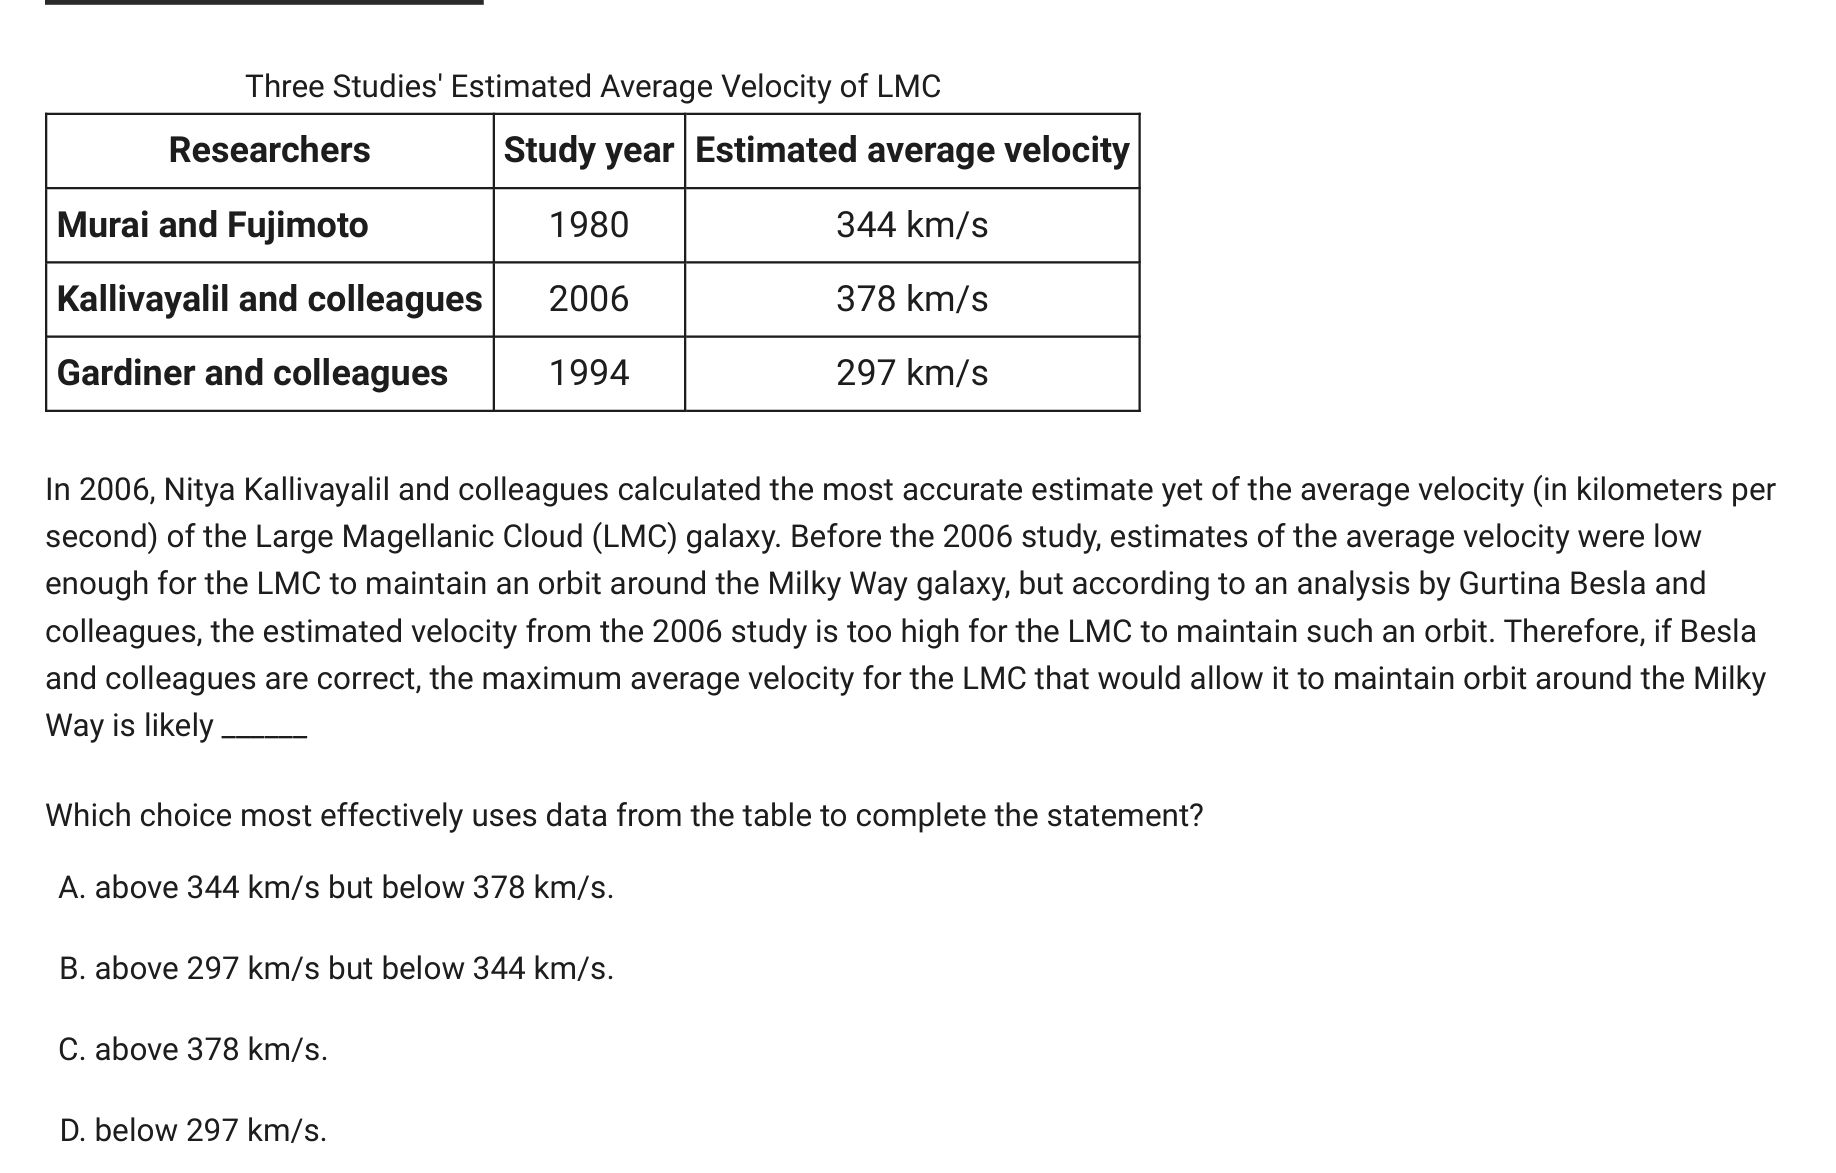 Three Studies' Estimated Average Velocity of LMC
Researchers Study year Estimated average velocity
Murai and Fujimoto 1980 344 km/s
Kallivayalil and colleagues 2006 378 km/s
Gardiner and colleagues 1994 297 km/s
In 2006, Nitya Kallivayalil and colleagues calculated the most accurate estimate yet of the average velocity (in kilometers per
second) of the Large Magellanic Cloud (LMC) galaxy. Before the 2006 study, estimates of the average velocity were low
enough for the LMC to maintain an orbit around the Milky Way galaxy, but according to an analysis by Gurtina Besla and
colleagues, the estimated velocity from the 2006 study is too high for the LMC to maintain such an orbit. Therefore, if Besla
and colleagues are correct, the maximum average velocity for the LMC that would allow it to maintain orbit around the Milky
Way is likely ______
Which choice most effectively uses data from the table to complete the statement?
A. above 344 km/s but below 378 km/s.
B. above 297 km/s but below 344 km/s.
C. above 378 km/s.
D. below 297 km/s.